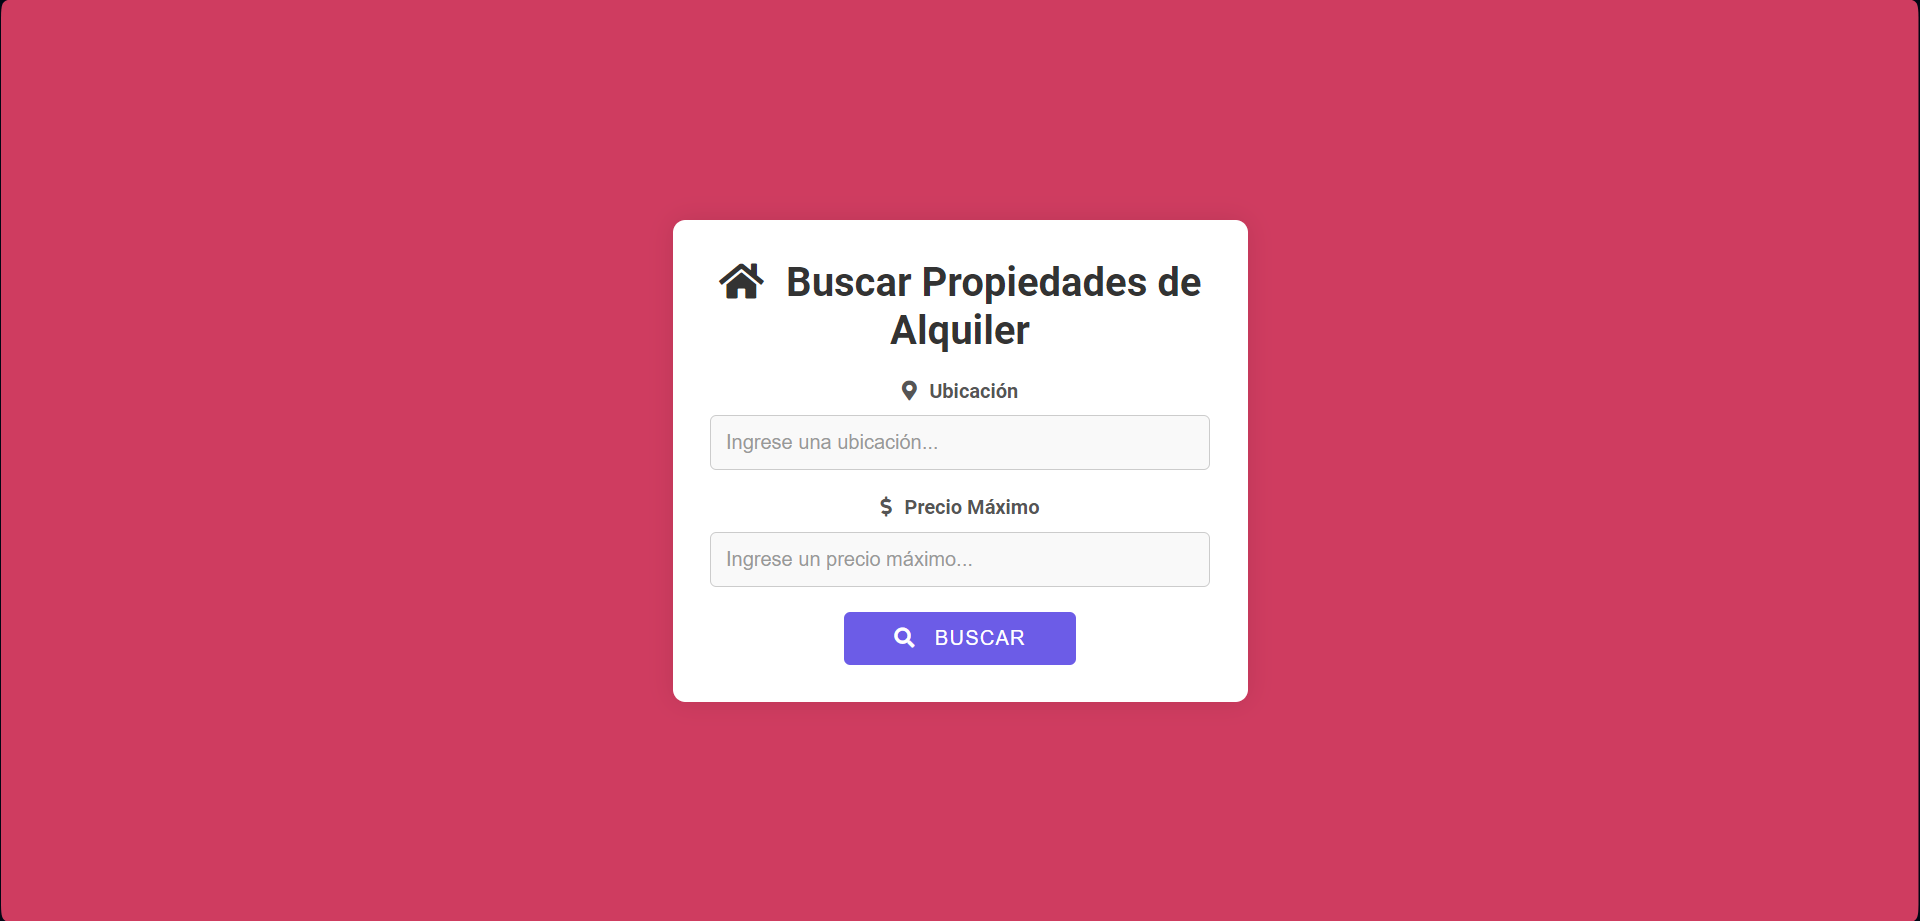 Buscar Propiedades de
Alquiler
Ubicación
Ingrese una ubicación...
$ Precio Máximo
Ingrese un precio máximo...
BUSCAR